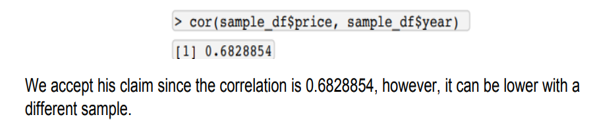 > cor(sample_df$price, sample_df$year)
[1] 0.6828854
We accept his claim since the correlation is 0.6828854, however, it can be lower with a
different sample.